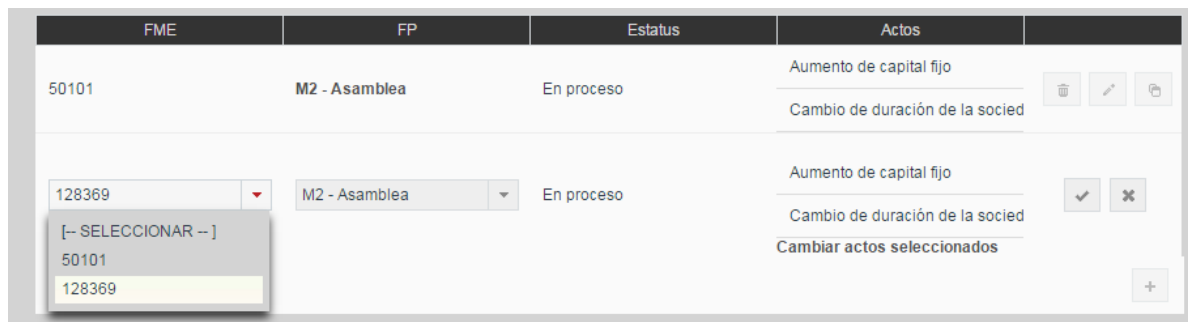 FME FP Estatus Actos
50101 M2 - Asamblea En proceso Aumento de capital fijo
Cambio de duración de la socied
128369 M2 - Asamblea En proceso Aumento de capital fijo
Cambio de duración de la socied
Cambiar actos seleccionados
[-- SELECCIONAR -- ]
50101
128369